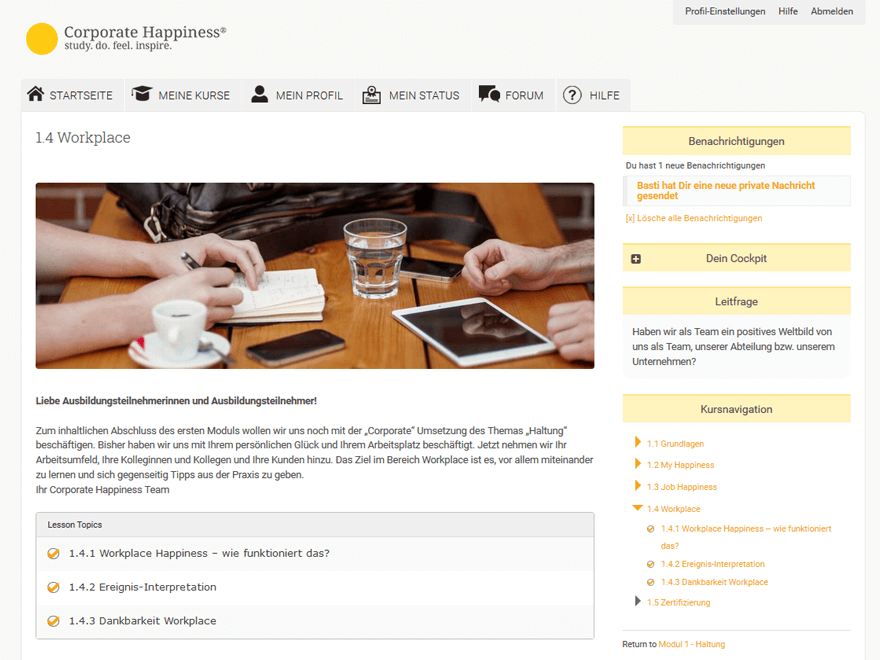 Profil-Einstellungen Hilfe Abmelden
Corporate Happiness®
study. do. feel. inspire.
STARTSEITE MEINE KURSE MEIN PROFIL MEIN STATUS FORUM ? HILFE
1.4 Workplace
Liebe Ausbildungsteilnehmerinnen und Ausbildungsteilnehmer!
Zum inhaltlichen Abschluss des ersten Moduls wollen wir uns noch mit der „Corporate“ Umsetzung des Themas „Haltung“
beschäftigen. Bisher haben wir uns mit Ihrem persönlichen Glück und Ihrem Arbeitsplatz beschäftigt. Jetzt nehmen wir Ihr
Arbeitsumfeld, Ihre Kolleginnen und Kollegen und Ihre Kunden hinzu. Das Ziel im Bereich Workplace ist es, vor allem miteinander
zu lernen und sich gegenseitig Tipps aus der Praxis zu geben.
Ihr Corporate Happiness Team
Lesson Topics
1.4.1 Workplace Happiness – wie funktioniert das?
1.4.2 Ereignis-Interpretation
1.4.3 Dankbarkeit Workplace
Benachrichtigungen
Du hast 1 neue Benachrichtigungen
Basti hat Dir eine neue private Nachricht
gesendet
[x] Lösche alle Benachrichtigungen
Dein Cockpit
Leitfrage
Haben wir als Team ein positives Weltbild von
uns als Team, unserer Abteilung bzw. unserem
Unternehmen?
Kursnavigation
1.1 Grundlagen
1.2 My Happiness
1.3 Job Happiness
1.4 Workplace
1.4.1 Workplace Happiness – wie funktioniert
das?
1.4.2 Ereignis-Interpretation
1.4.3 Dankbarkeit Workplace
1.5 Zertifizierung
Return to Modul 1 - Haltung